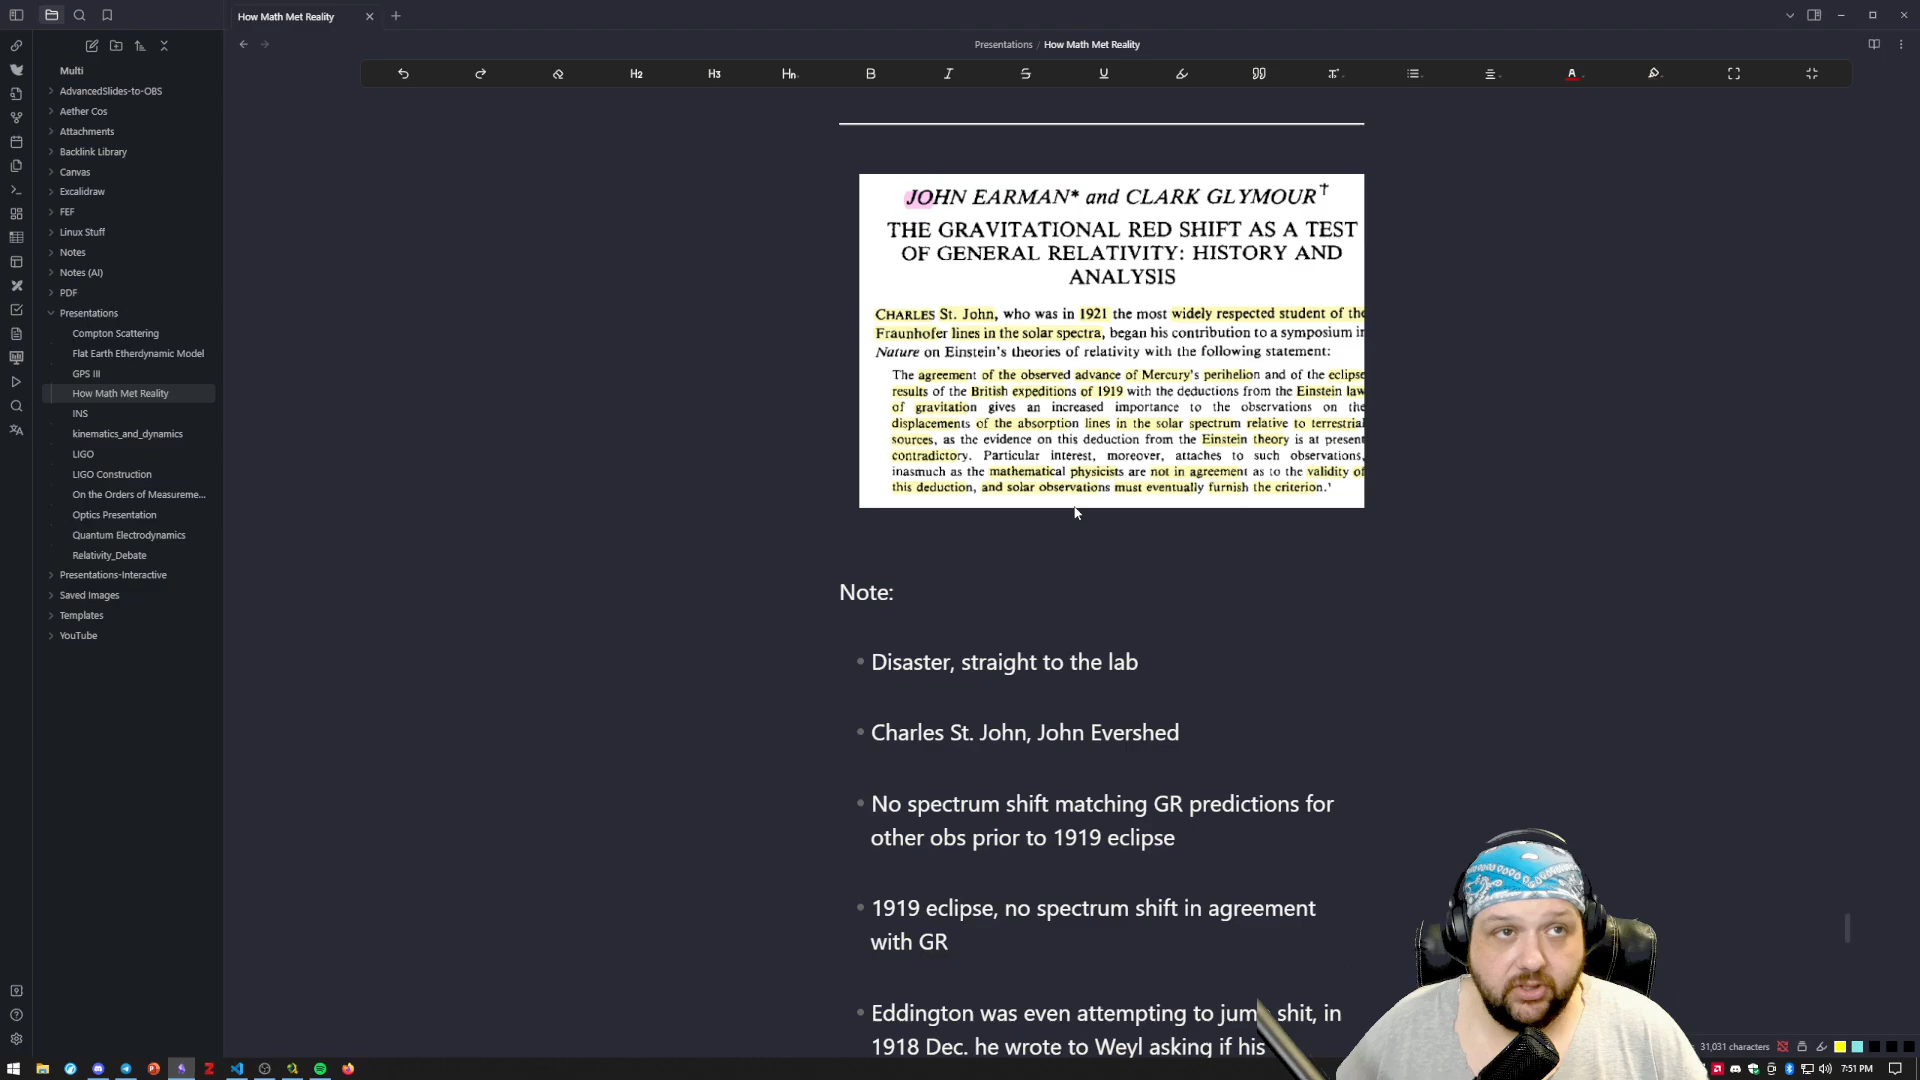 How Math Met Reality
Presentations / How Math Met Reality
H2 H3 Hn B I S U A
Multi
AdvancedSlides-to-OBS
Aether Cos
Attachments
Backlink Library
Canvas
Excalidraw
FEF
Linux Stuff
Notes
Notes (AI)
PDF
Presentations
Compton Scattering
Flat Earth Etherdynamic Model
GPS III
How Math Met Reality
INS
kinematics_and_dynamics
LIGO
LIGO Construction
On the Orders of Measureme...
Optics Presentation
Quantum Electrodynamics
Relativity_Debate
Presentations-Interactive
Saved Images
Templates
YouTube
JOHN EARMAN* and CLARK GLYMOUR†
THE GRAVITATIONAL RED SHIFT AS A TEST
OF GENERAL RELATIVITY: HISTORY AND
ANALYSIS
CHARLES St. John, who was in 1921 the most widely respected student of the
Fraunhofer lines in the solar spectra, began his contribution to a symposium in
Nature on Einstein's theories of relativity with the following statement:
The agreement of the observed advance of Mercury's perihelion and of the eclipse
results of the British expeditions of 1919 with the deductions from the Einstein law
of gravitation gives an increased importance to the observations on the
displacements of the absorption lines in the solar spectrum relative to terrestrial
sources, as the evidence on this deduction from the Einstein theory is at present
contradictory. Particular interest, moreover, attaches to such observations,
inasmuch as the mathematical physicists are not in agreement as to the validity of
this deduction, and solar observations must eventually furnish the criterion.'
Note:
Disaster, straight to the lab
Charles St. John, John Evershed
No spectrum shift matching GR predictions for
other obs prior to 1919 eclipse
1919 eclipse, no spectrum shift in agreement
with GR
Eddington was even attempting to shit, in
1918 Dec. he wrote to Weyl asking if his
31,031 characters
7:51 PM